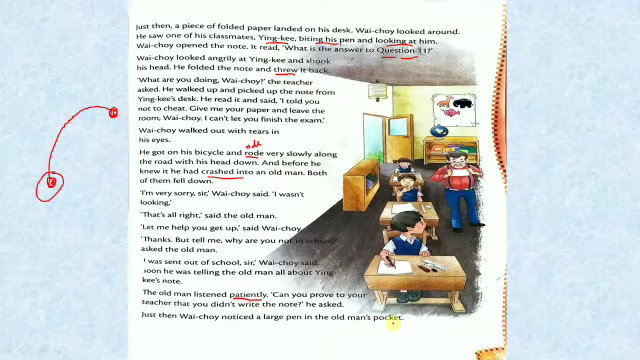 Just then, a piece of folded paper landed on his desk. Wai-choy looked around.
He saw one of his classmates, Ying-kee, biting his pen and looking at him.
Wai-choy opened the note. It read, 'What is the answer to Question 11?'
Wai-choy looked angrily at Ying-kee and shook
his head. He folded the note and threw it back.
'What are you doing, Wai-choy?' the teacher
asked. He walked up and picked up the note from
Ying-kee's desk. He read it and said, 'I told you
not to cheat. Give me your paper and leave the
room, Wai-choy. I can't let you finish the exam.'
Wai-choy walked out with tears in
his eyes.
He got on his bicycle and rode very slowly along
the road with his head down. And before he
knew it he had crashed into an old man. Both
of them fell down.
'I'm very sorry, sir,' Wai-choy said. 'I wasn't
looking.'
'That's all right,' said the old man.
'Let me help you get up,' said Wai-choy.
'Thanks. But tell me, why are you not in school?'
asked the old man.
'I was sent out of school, sir,' Wai-choy said.
Soon he was telling the old man all about Ying-
kee's note.
The old man listened patiently. 'Can you prove to your
teacher that you didn't write the note?' he asked.
Just then Wai-choy noticed a large pen in the old man's pocket.